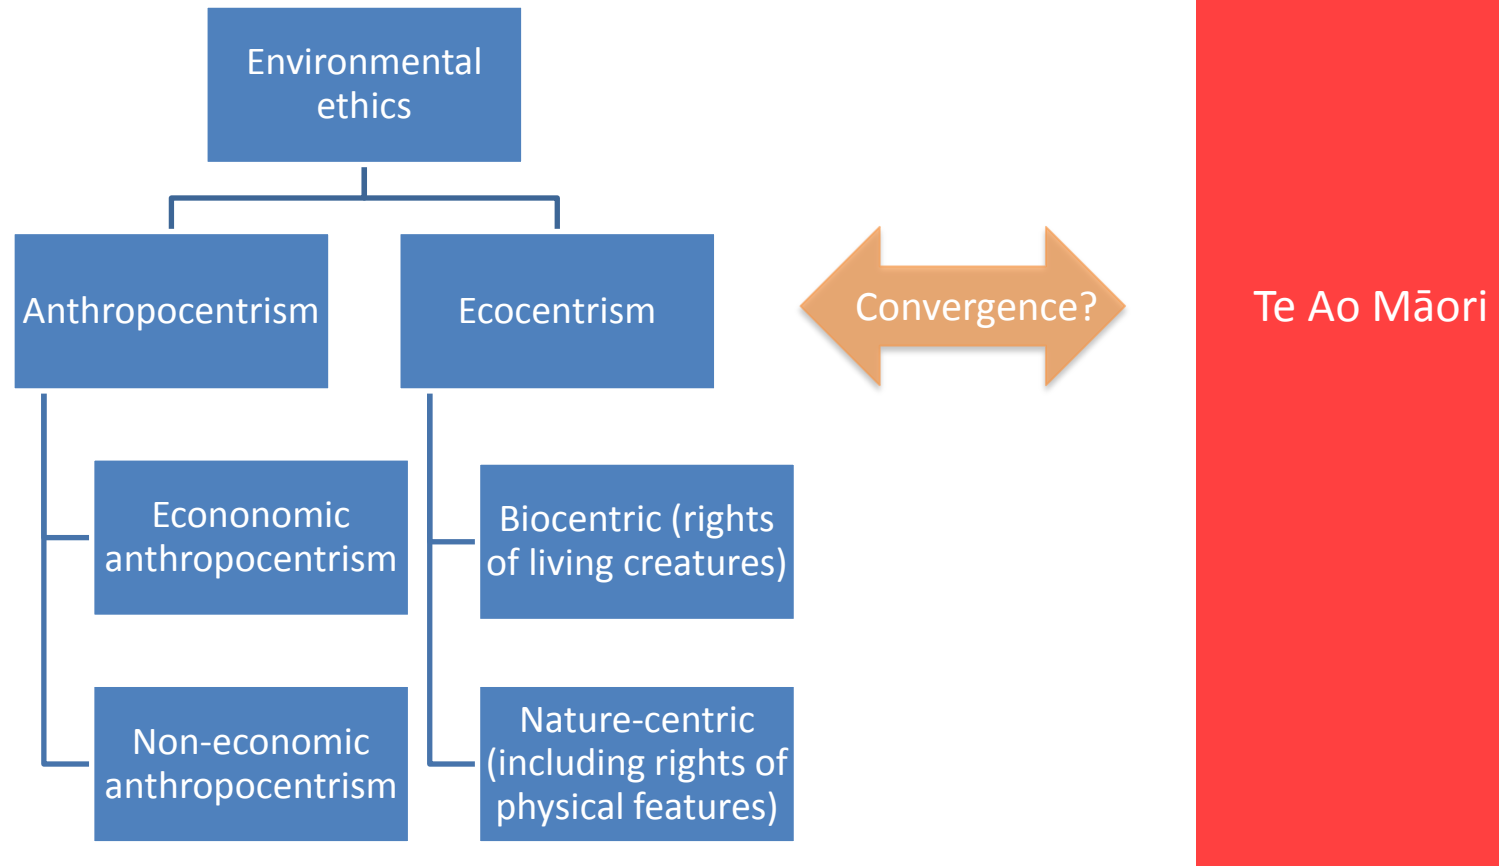 Environmental
ethics
Anthropocentrism
Ecocentrism
Convergence?
Te Ao Māori
Econonomic
anthropocentrism
Biocentric (rights
of living creatures)
Non-economic
anthropocentrism
Nature-centric
(including rights of
physical features)